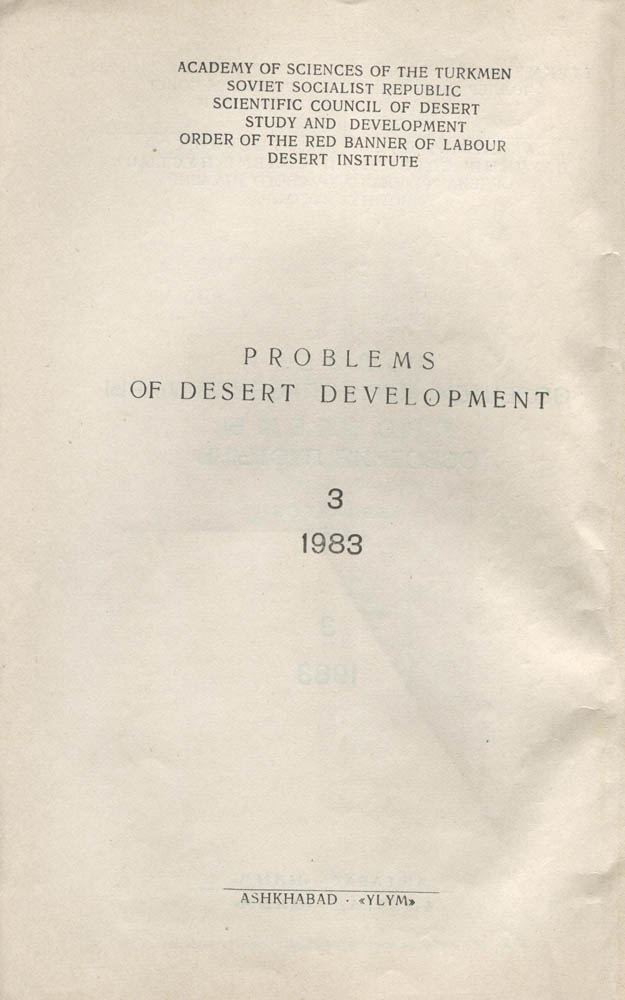 ACADEMY OF SCIENCES OF THE TURKMEN
SOVIET SOCIALIST REPUBLIC
SCIENTIFIC COUNCIL OF DESERT
STUDY AND DEVELOPMENT
ORDER OF THE RED BANNER OF LABOUR
DESERT INSTITUTE
PROBLEMS
OF DESERT DEVELOPMENT
3
1983
ASHKHABAD · «YLYM»